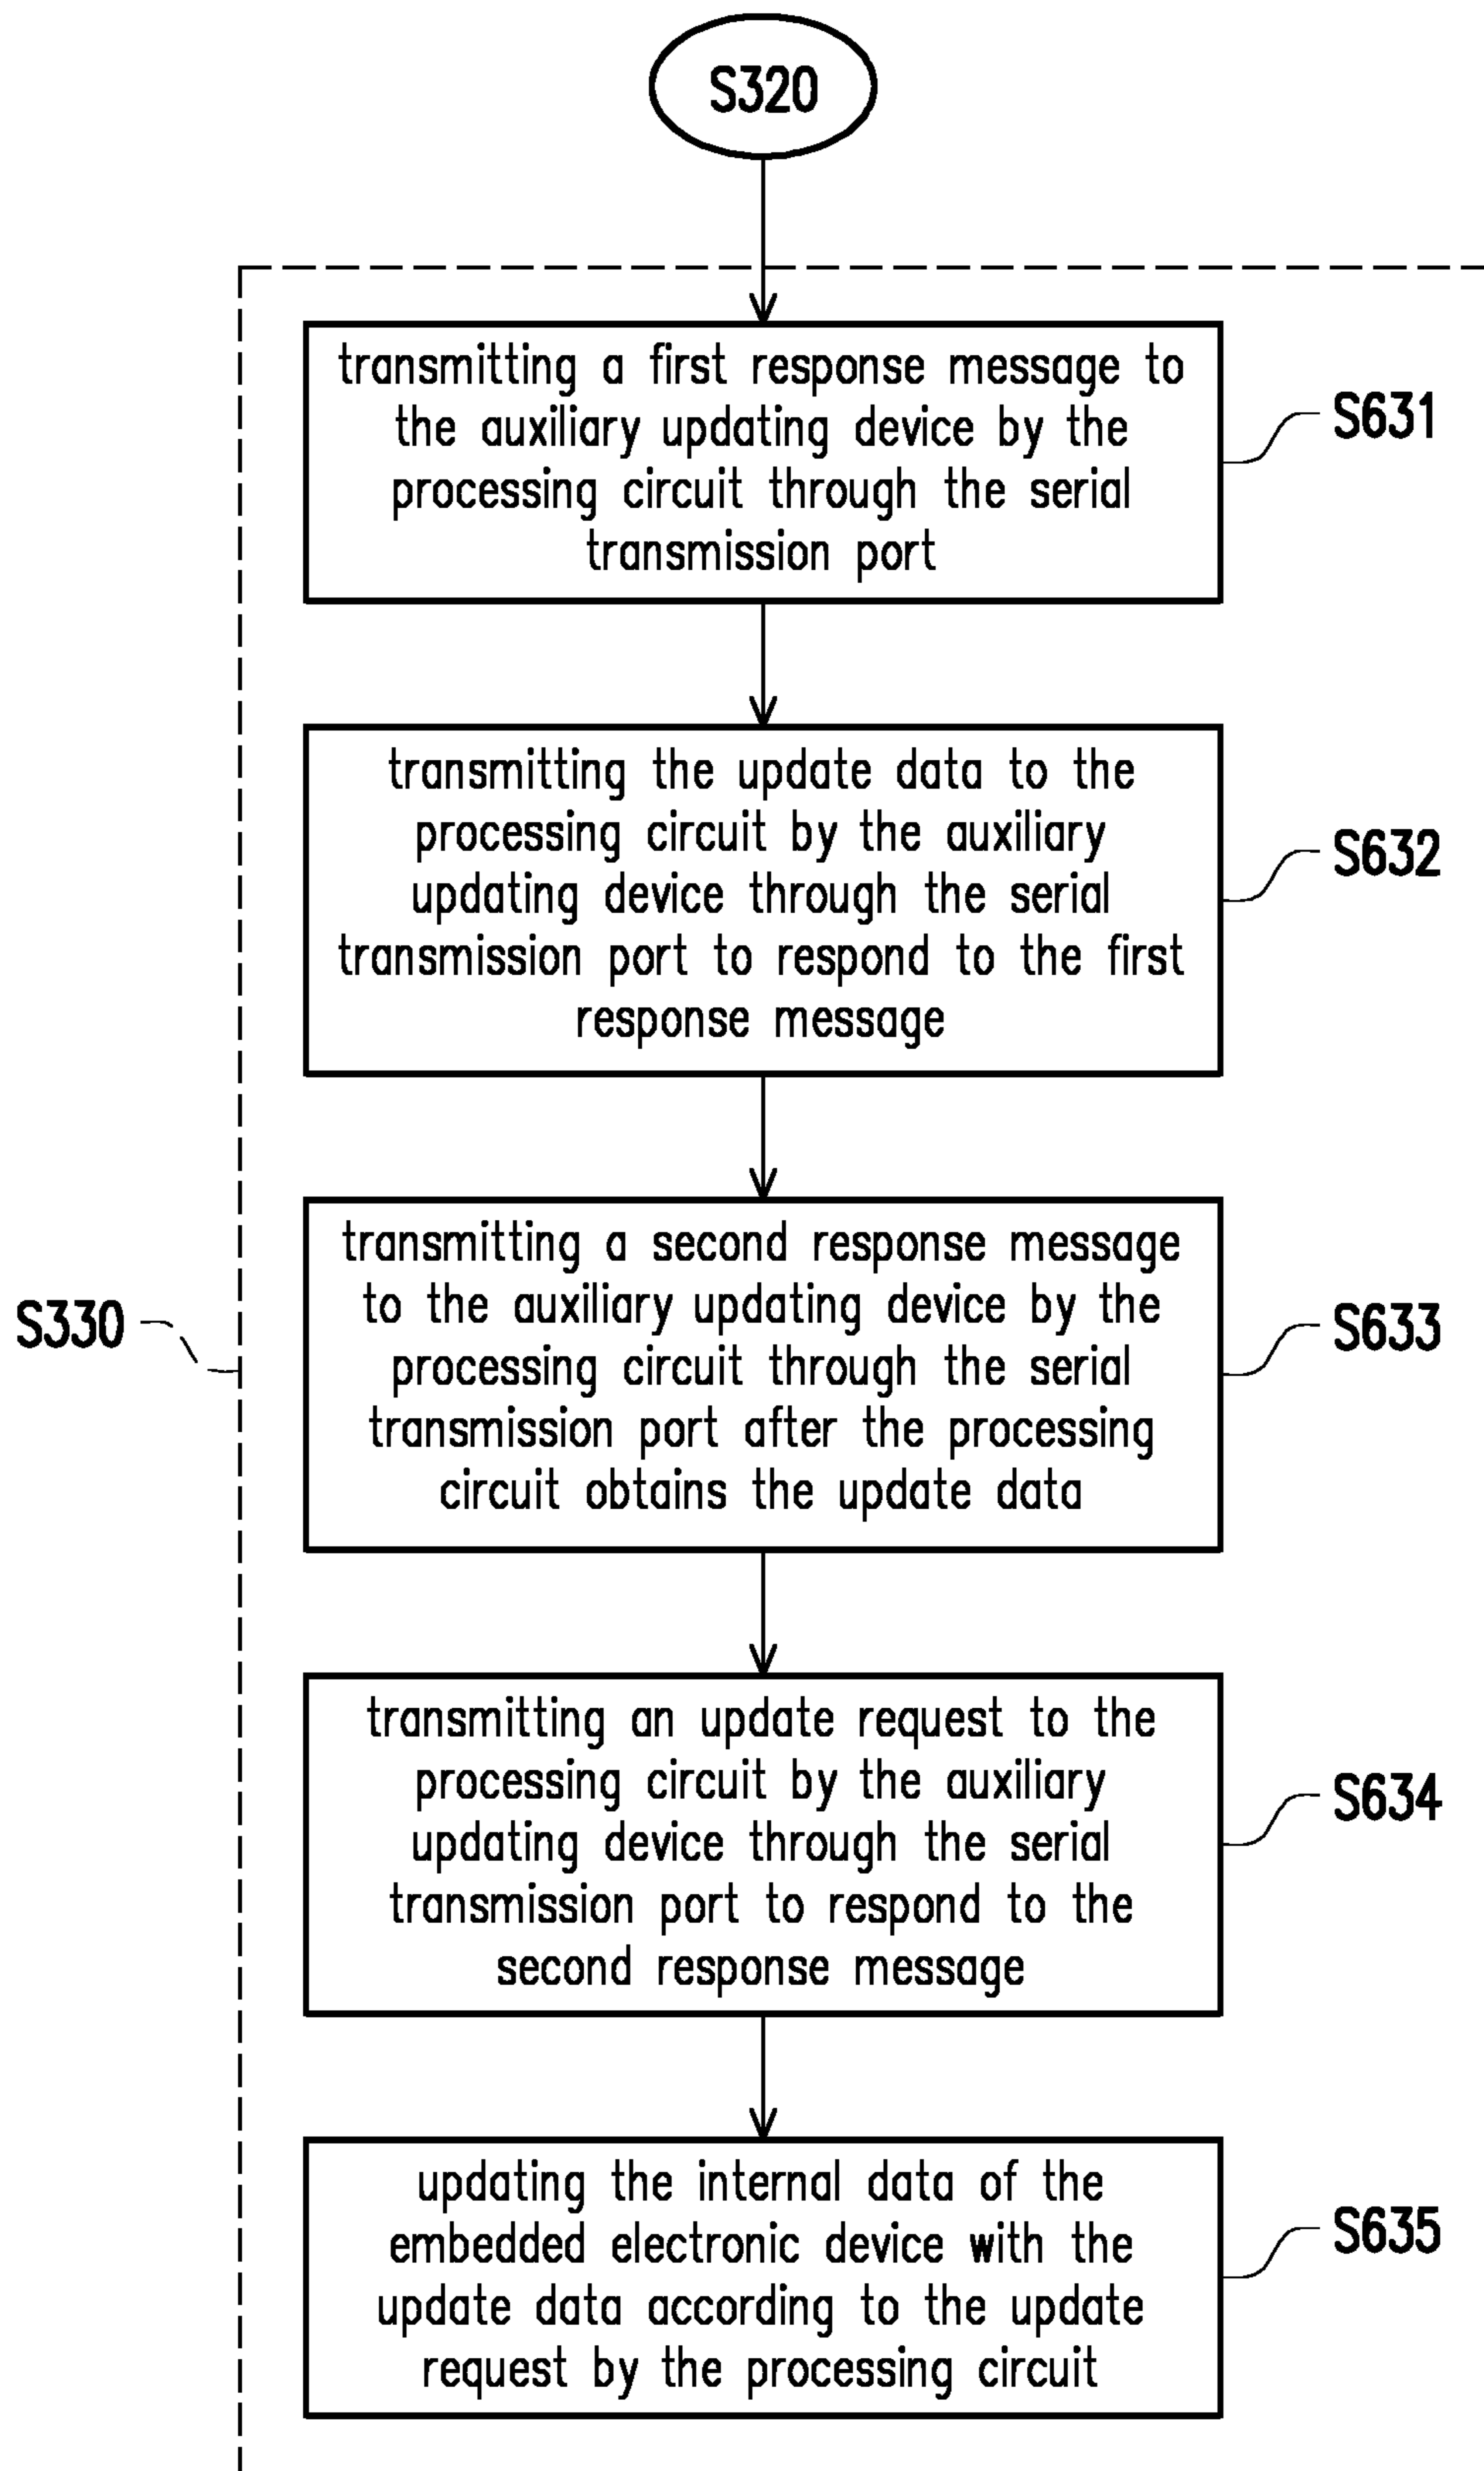 S320
transmitting a first response message to
the auxiliary updating device by the
processing circuit through the serial
transmission port
S631
transmitting the update data to the
processing circuit by the auxiliary
updating device through the serial
transmission port to respond to the first
response message
S632
transmitting a second response message
to the auxiliary updating device by the
processing circuit through the serial
transmission port after the processing
circuit obtains the update data
S633
S330
transmitting an update request to the
processing circuit by the auxiliary
updating device through the serial
transmission port to respond to the
second response message
S634
updating the internal data of the
embedded electronic device with the
update data according to the update
request by the processing circuit
S635